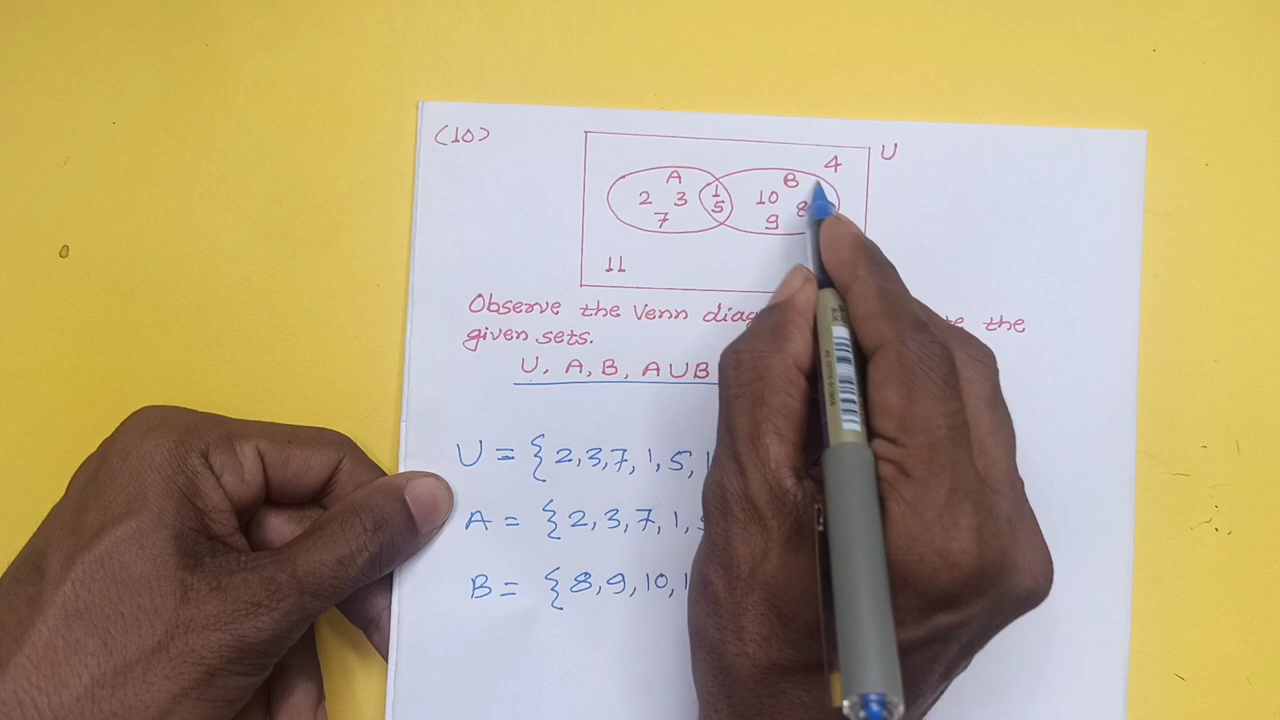 (10)
U
4
A
B
2 3 1 10
5 8
7 9
11
Observe the Venn the
given sets.
U, A, B, A∪B
U = { 2, 3, 7, 1, 5,
A = { 2, 3, 7, 1,
B = { 8, 9, 10,